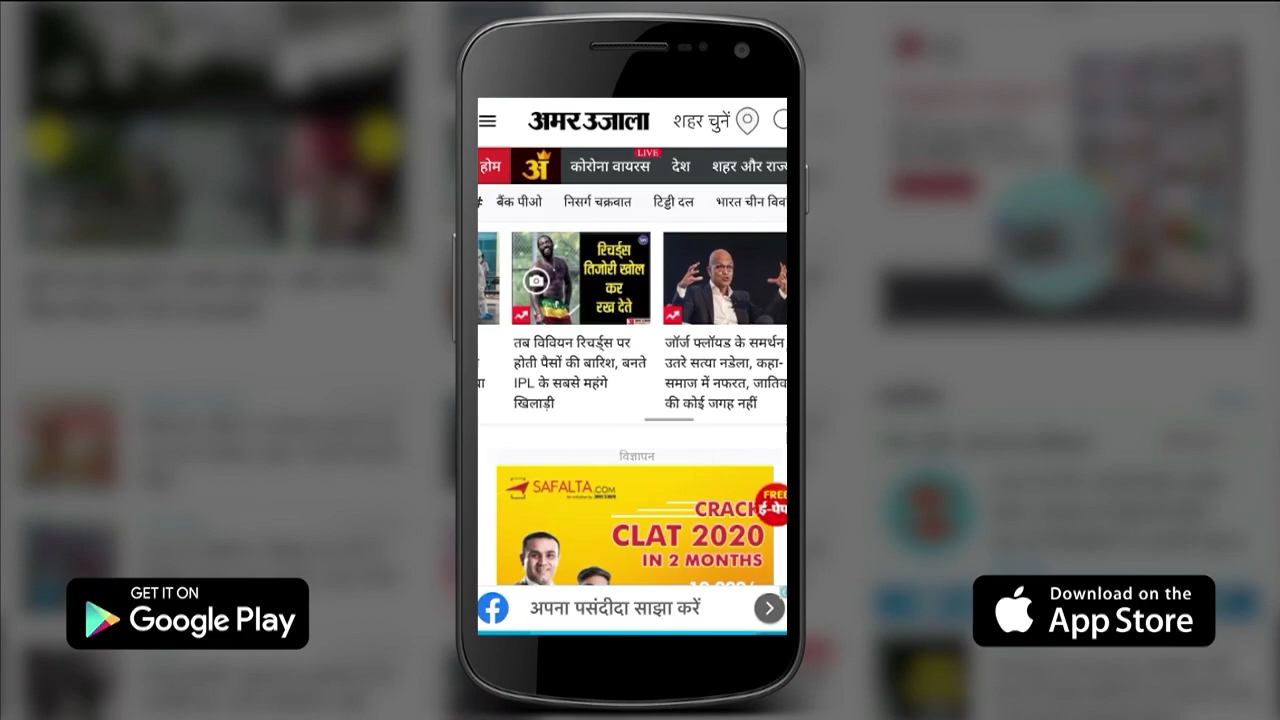 अमर उजाला
शहर चुनें
LIVE
होम
अ
कोरोना वायरस
देश
शहर और राज्
# बैंक पीओ
निसर्ग चक्रवात
टिड्डी दल
भारत चीन विवा
रिचर्ड्स
तिजोरी खोल
कर
रख देते
तब विवियन रिचर्ड्स पर
होती पैसों की बारिश, बनते
IPL के सबसे महंगे
खिलाड़ी
जॉर्ज फ्लॉयड के समर्थन
उतरे सत्या नडेला, कहा-
समाज में नफरत, जातिव
की कोई जगह नहीं
विज्ञापन
SAFALTA.COM
CRACK
CLAT 2020
IN 2 MONTHS
FREE
ई-पेप
अपना पसंदीदा साझा करें
GET IT ON
Google Play
Download on the
App Store